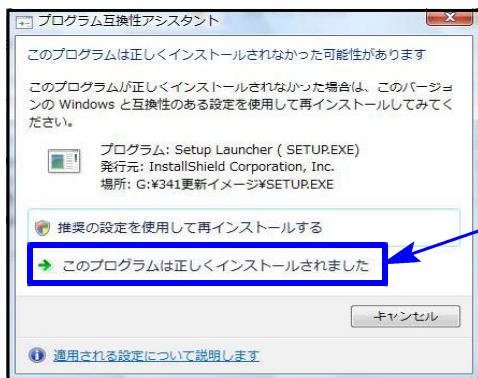 プログラム互換性アシスタント
このプログラムは正しくインストールされなかった可能性があります
このプログラムが正しくインストールされなかった場合は、このバージョ
ンの Windows と互換性のある設定を使用して再インストールしてみてく
ださい。
プログラム: Setup Launcher ( SETUP.EXE)
発行元: InstallShield Corporation, Inc.
場所: G:¥341更新イメージ¥SETUP.EXE
推奨の設定を使用して再インストールする
このプログラムは正しくインストールされました
キャンセル
適用される設定について説明します